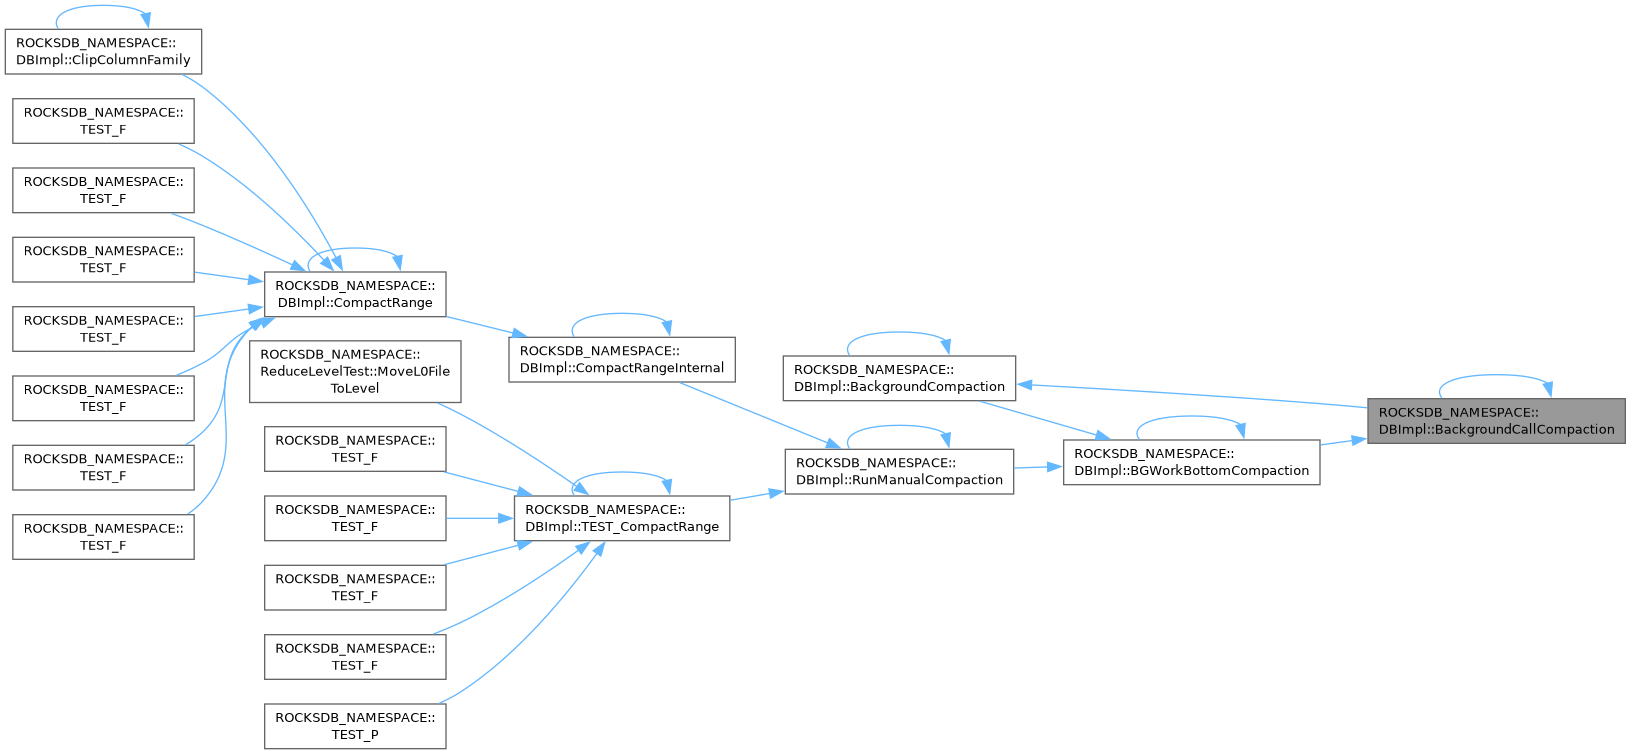 ROCKSDB_NAMESPACE::
DBImpl::ClipColumnFamily
ROCKSDB_NAMESPACE::
TEST_F
ROCKSDB_NAMESPACE::
TEST_F
ROCKSDB_NAMESPACE::
TEST_F
ROCKSDB_NAMESPACE::
TEST_F
ROCKSDB_NAMESPACE::
TEST_F
ROCKSDB_NAMESPACE::
TEST_F
ROCKSDB_NAMESPACE::
TEST_F
ROCKSDB_NAMESPACE::
DBImpl::CompactRange
ROCKSDB_NAMESPACE::
ReduceLevelTest::MoveL0File
ToLevel
ROCKSDB_NAMESPACE::
TEST_F
ROCKSDB_NAMESPACE::
TEST_F
ROCKSDB_NAMESPACE::
TEST_F
ROCKSDB_NAMESPACE::
TEST_F
ROCKSDB_NAMESPACE::
TEST_P
ROCKSDB_NAMESPACE::
DBImpl::CompactRangeInternal
ROCKSDB_NAMESPACE::
DBImpl::TEST_CompactRange
ROCKSDB_NAMESPACE::
DBImpl::BackgroundCompaction
ROCKSDB_NAMESPACE::
DBImpl::RunManualCompaction
ROCKSDB_NAMESPACE::
DBImpl::BGWorkBottomCompaction
ROCKSDB_NAMESPACE::
DBImpl::BackgroundCallCompaction